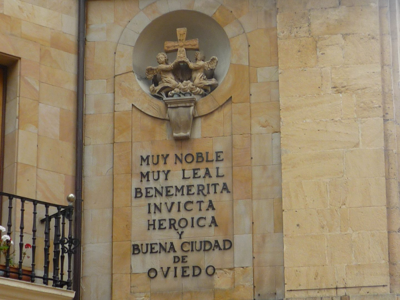 MUY NOBLE
MUY LEAL
BENEMERITA
INVICTA
HEROICA
Y
BUENA CIUDAD
DE
OVIEDO